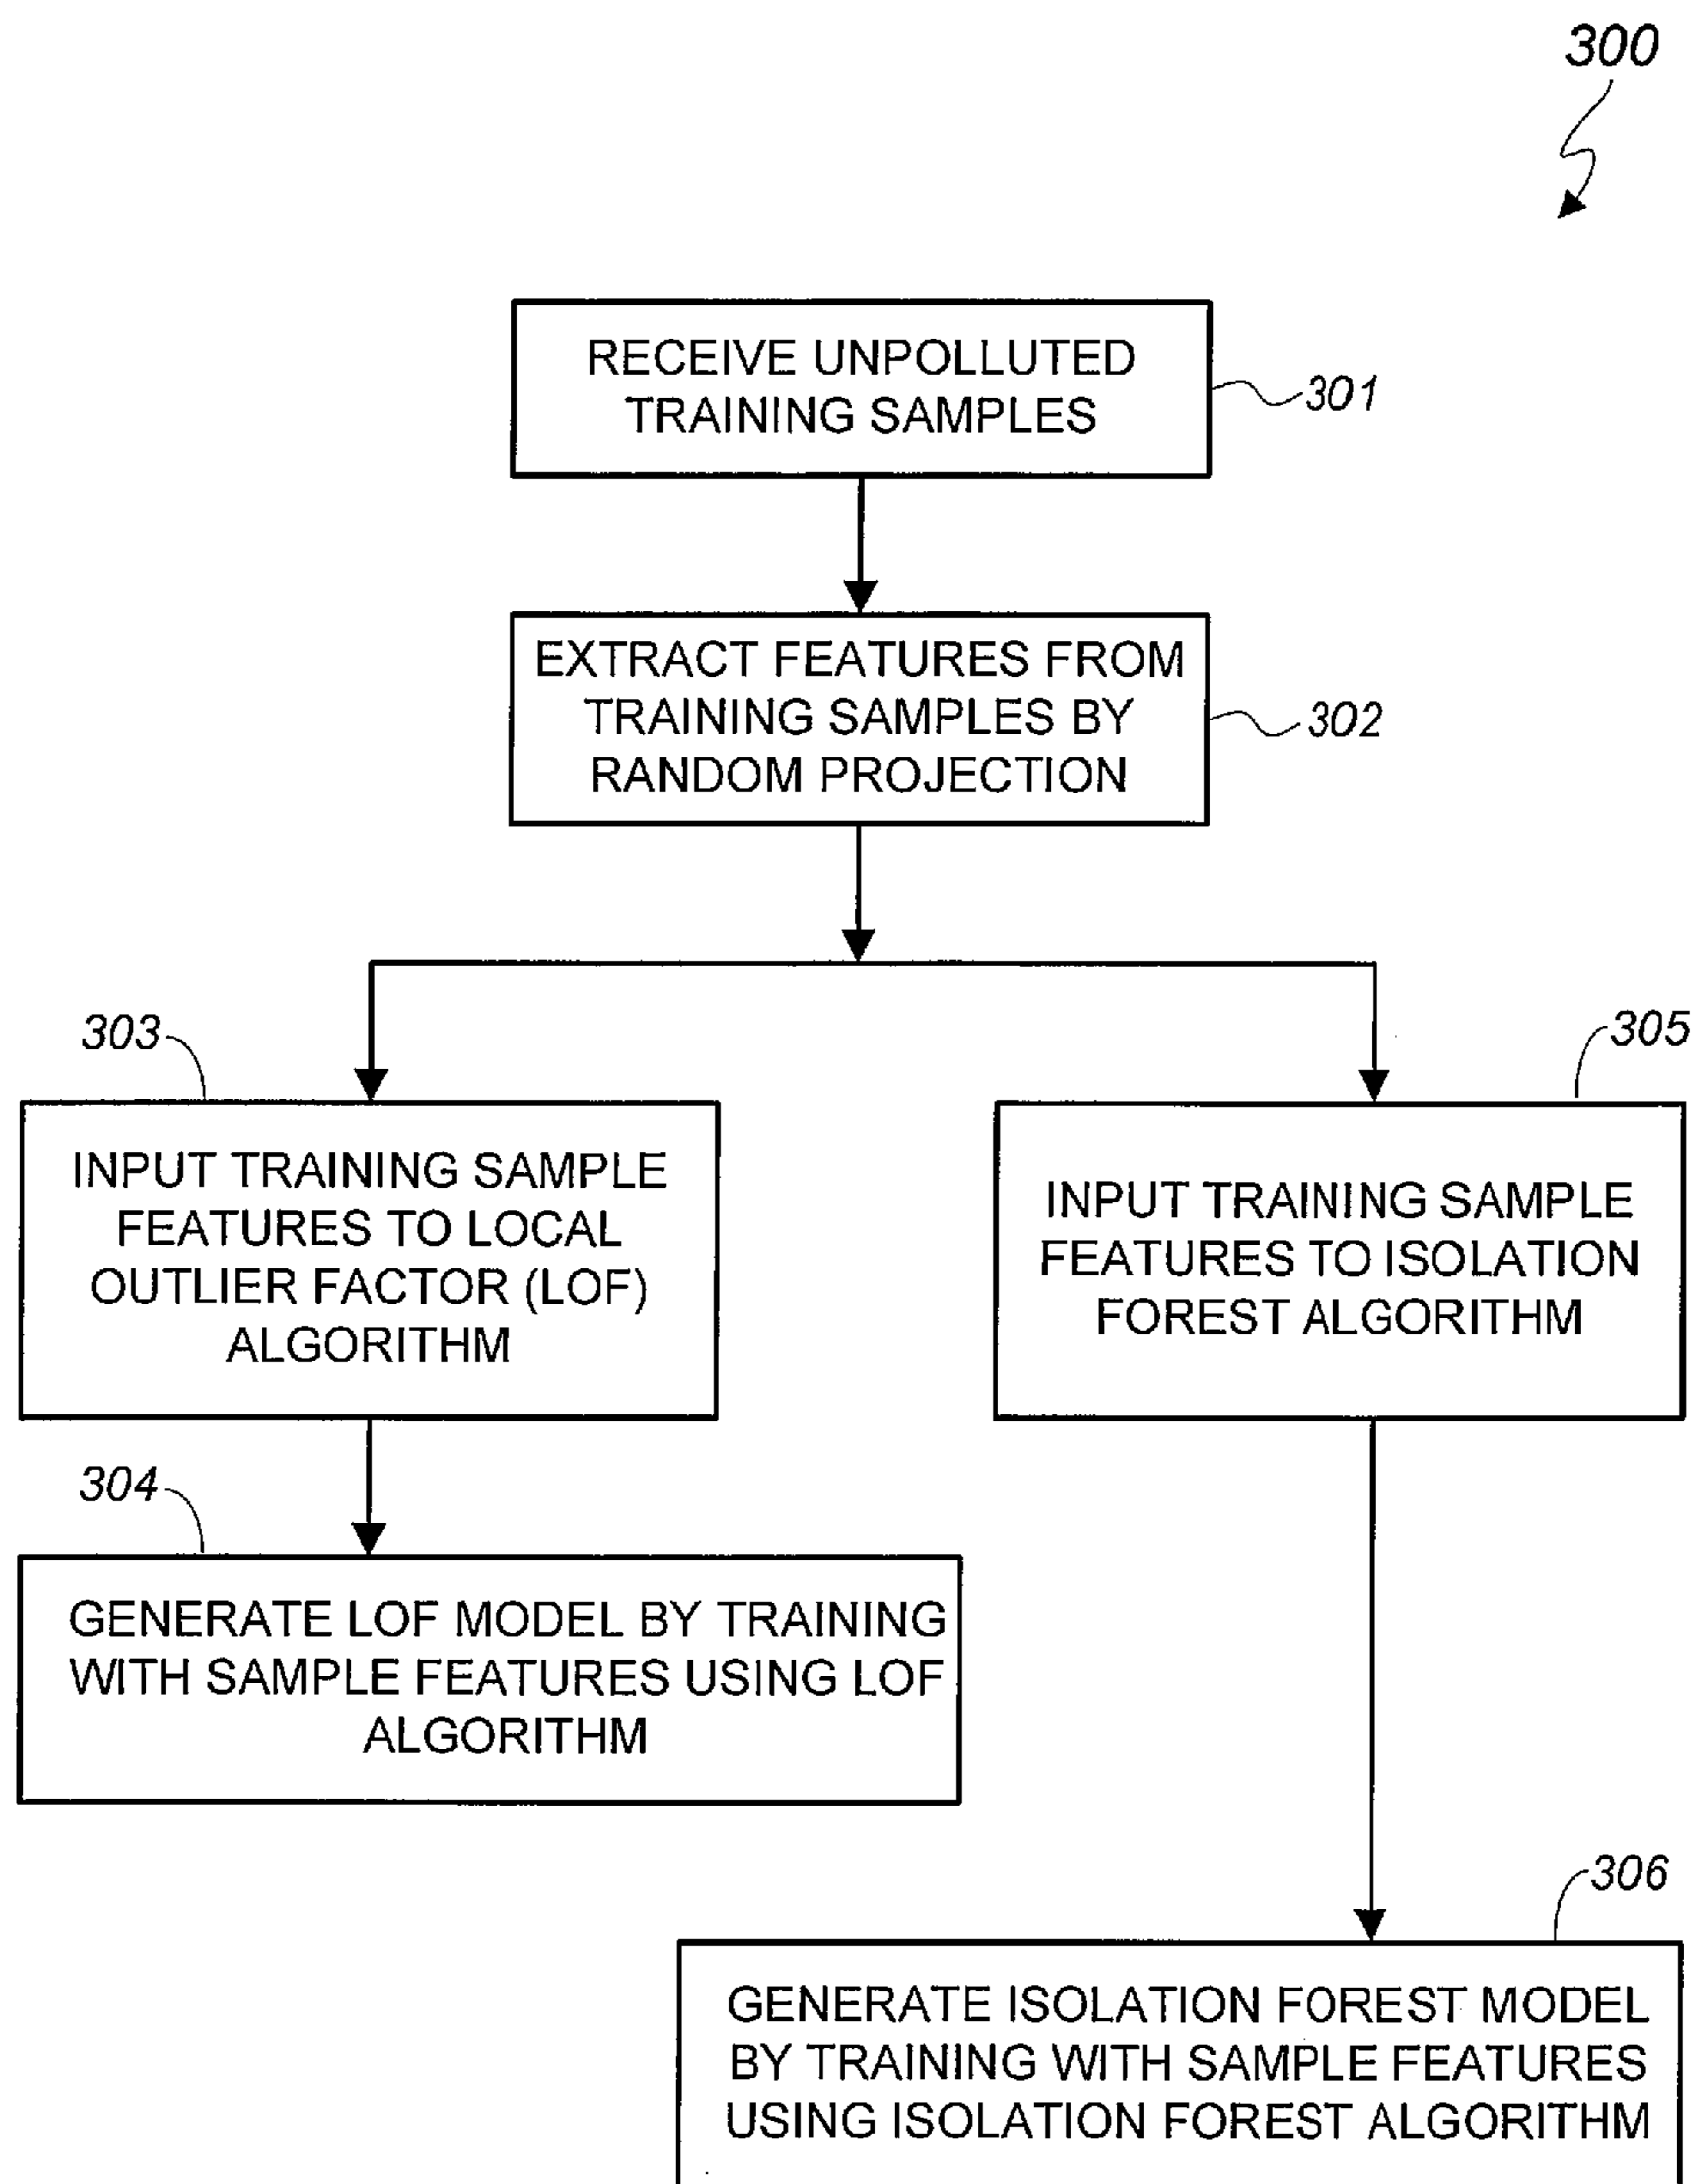 300
RECEIVE UNPOLLUTED
TRAINING SAMPLES
301
EXTRACT FEATURES FROM
TRAINING SAMPLES BY
RANDOM PROJECTION
302
303
INPUT TRAINING SAMPLE
FEATURES TO LOCAL
OUTLIER FACTOR (LOF)
ALGORITHM
305
INPUT TRAINING SAMPLE
FEATURES TO ISOLATION
FOREST ALGORITHM
304
GENERATE LOF MODEL BY TRAINING
WITH SAMPLE FEATURES USING LOF
ALGORITHM
306
GENERATE ISOLATION FOREST MODEL
BY TRAINING WITH SAMPLE FEATURES
USING ISOLATION FOREST ALGORITHM